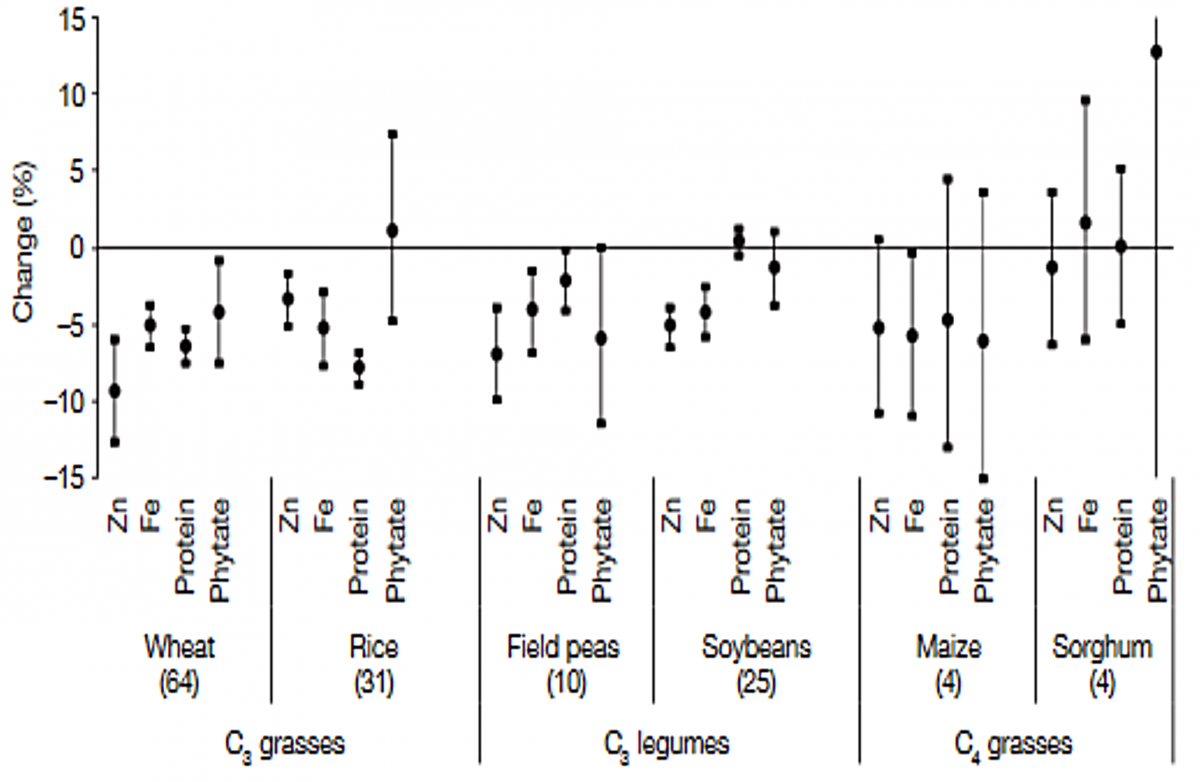 15
10
5
0
−5
−10
−15
Change (%)
Zn
Fe
Protein
Phytate
Zn
Fe
Protein
Phytate
Zn
Fe
Protein
Phytate
Zn
Fe
Protein
Phytate
Zn
Fe
Protein
Phytate
Zn
Fe
Protein
Phytate
Wheat Rice Field peas Soybeans Maize Sorghum
(64) (31) (10) (25) (4) (4)
C₃ grasses C₃ legumes C₄ grasses